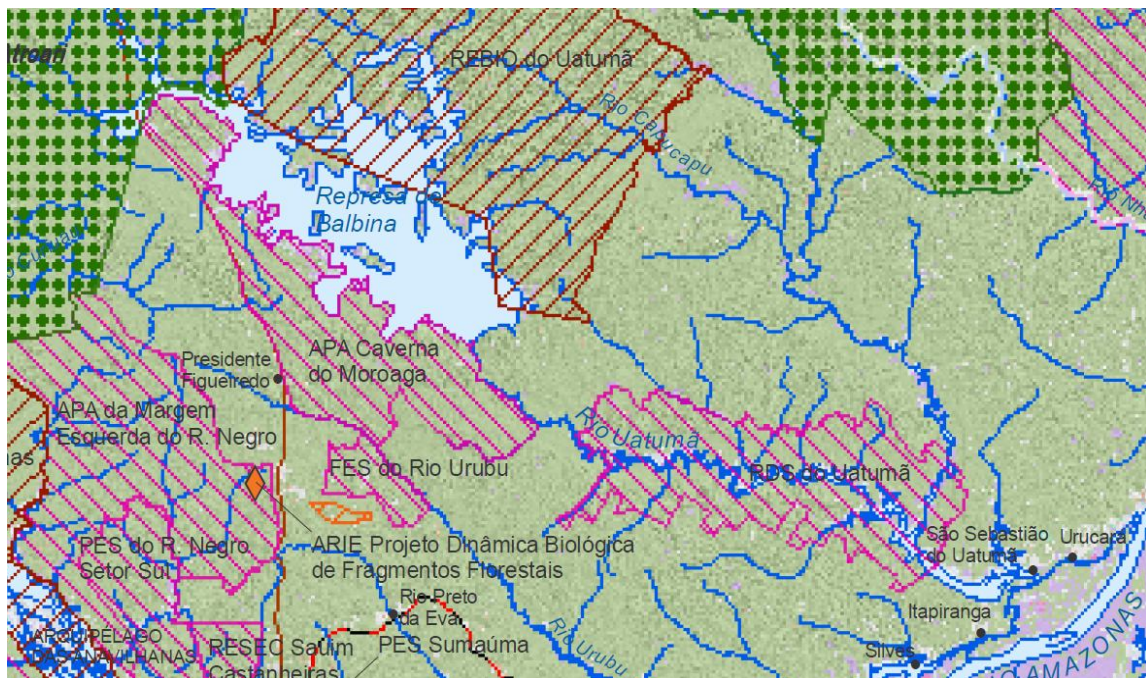 REBIO do Uatumã
Rio Capucapu
Represa de
Balbina
Presidente
Figueiredo
APA Caverna
do Moroaga
APA da Margem
Esquerda do R. Negro
Rio Uatumã
FES do Rio Urubu
RDS do Uatumã
ARIE Projeto Dinâmica Biológica
de Fragmentos Florestais
PES do R. Negro
Setor Sul
São Sebastião
do Uatumã
Urucará
Rio Preto
da Eva
Itapiranga
ARQUIPÉLAGO
DAS ANAVILHANAS
RESEC Sauim
Castanheiras
PES Sumaúma
Rio Urubu
Silves
AMAZONAS